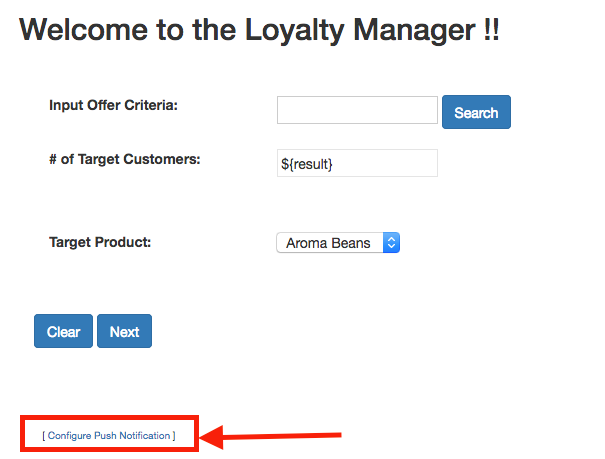 Welcome to the Loyalty Manager !!
Input Offer Criteria:
Search
# of Target Customers:
${result}
Target Product:
Aroma Beans
Clear Next
[ Configure Push Notification ]